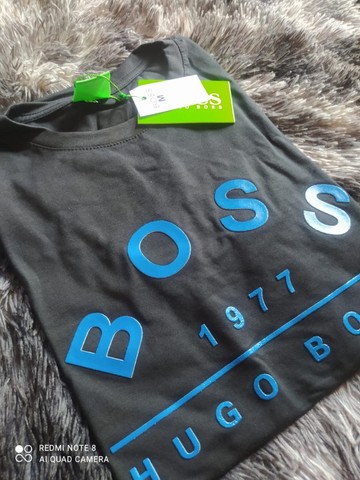 BOSS
1977
HUGO BO
REDMI NOTE 8
AI QUAD CAMERA